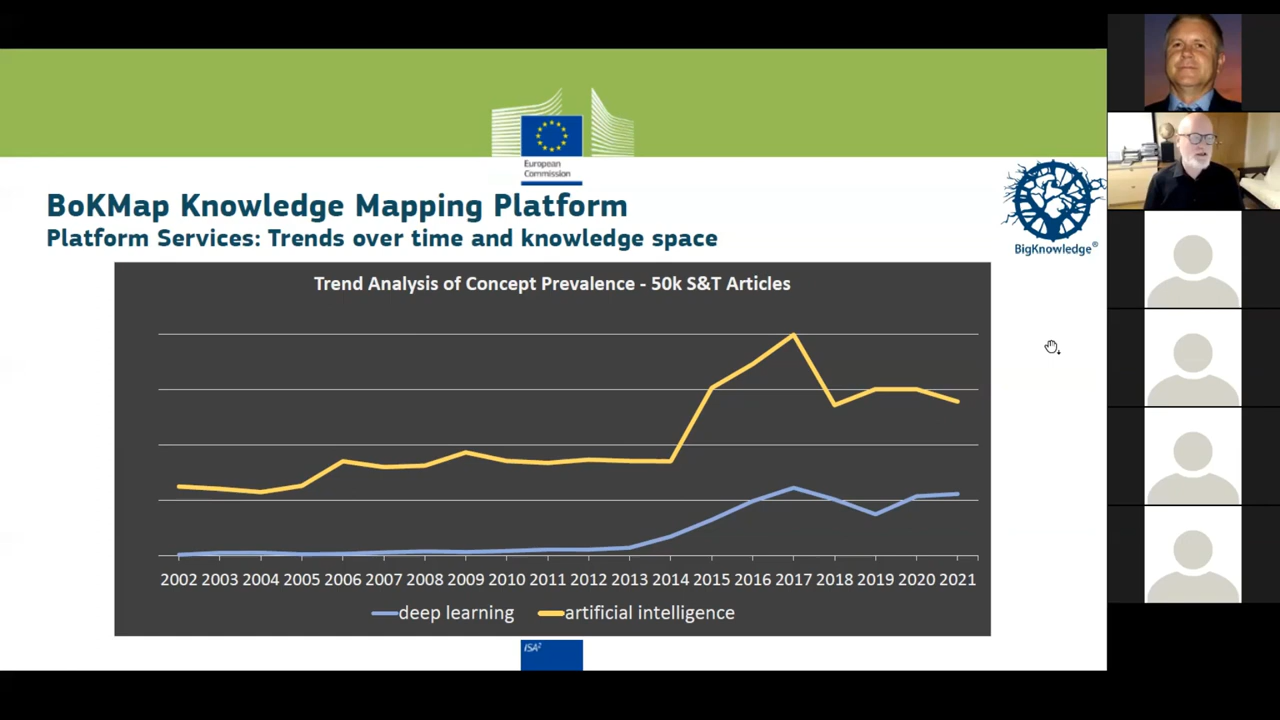 European
Commission
BoKMap Knowledge Mapping Platform
Platform Services: Trends over time and knowledge space
BigKnowledge®
Trend Analysis of Concept Prevalence - 50k S&T Articles
2002 2003 2004 2005 2006 2007 2008 2009 2010 2011 2012 2013 2014 2015 2016 2017 2018 2019 2020 2021
deep learning artificial intelligence
ISA²